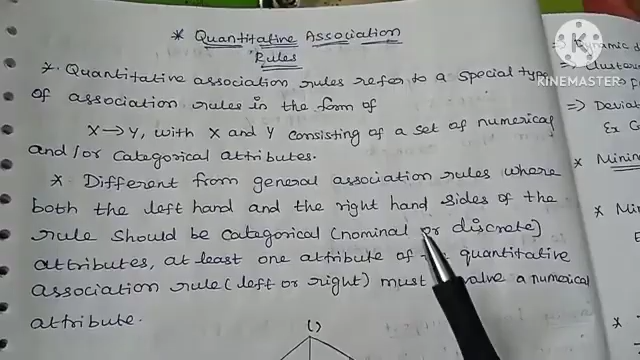 * Quantitative Association
Rules
*. Quantitative association rules refer to a special type
of association rules in the form of
X→Y, with X and Y consisting of a set of numerical
and/or categorical attributes.
* Different from general association rules where
both the left hand and the right hand sides of the
rule should be categorical (nominal or discrete)
attributes, at least one attribute of quantitative
association rule (left or right) must a numerical
attribute.
()
KINEMASTER
⇒ Dynamic d
⇒ Cluster
⇒ Deviat
Ex G
* Minin
* Mi
*